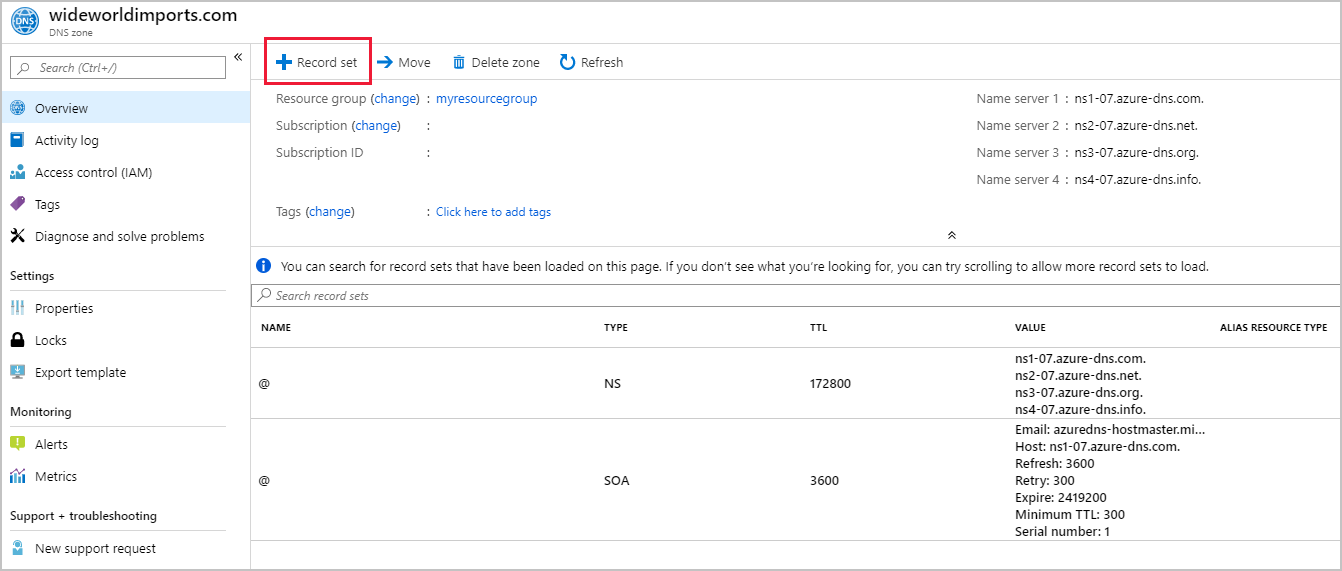 DNS
wideworldimports.com
DNS zone
«
Search (Ctrl+/)
Overview
Activity log
Access control (IAM)
Tags
Diagnose and solve problems
Settings
Properties
Locks
Export template
Monitoring
Alerts
Metrics
Support + troubleshooting
New support request
Record set
Move
Delete zone
Refresh
Resource group (change) : myresourcegroup
Subscription (change) :
Subscription ID :
Tags (change) : Click here to add tags
Name server 1 : ns1-07.azure-dns.com.
Name server 2 : ns2-07.azure-dns.net.
Name server 3 : ns3-07.azure-dns.org.
Name server 4 : ns4-07.azure-dns.info.
You can search for record sets that have been loaded on this page. If you don't see what you're looking for, you can try scrolling to allow more record sets to load.
Search record sets
NAME TYPE TTL VALUE ALIAS RESOURCE TYPE
@ NS 172800
ns1-07.azure-dns.com.
ns2-07.azure-dns.net.
ns3-07.azure-dns.org.
ns4-07.azure-dns.info.
@ SOA 3600
Email: azuredns-hostmaster.mi...
Host: ns1-07.azure-dns.com.
Refresh: 3600
Retry: 300
Expire: 2419200
Minimum TTL: 300
Serial number: 1